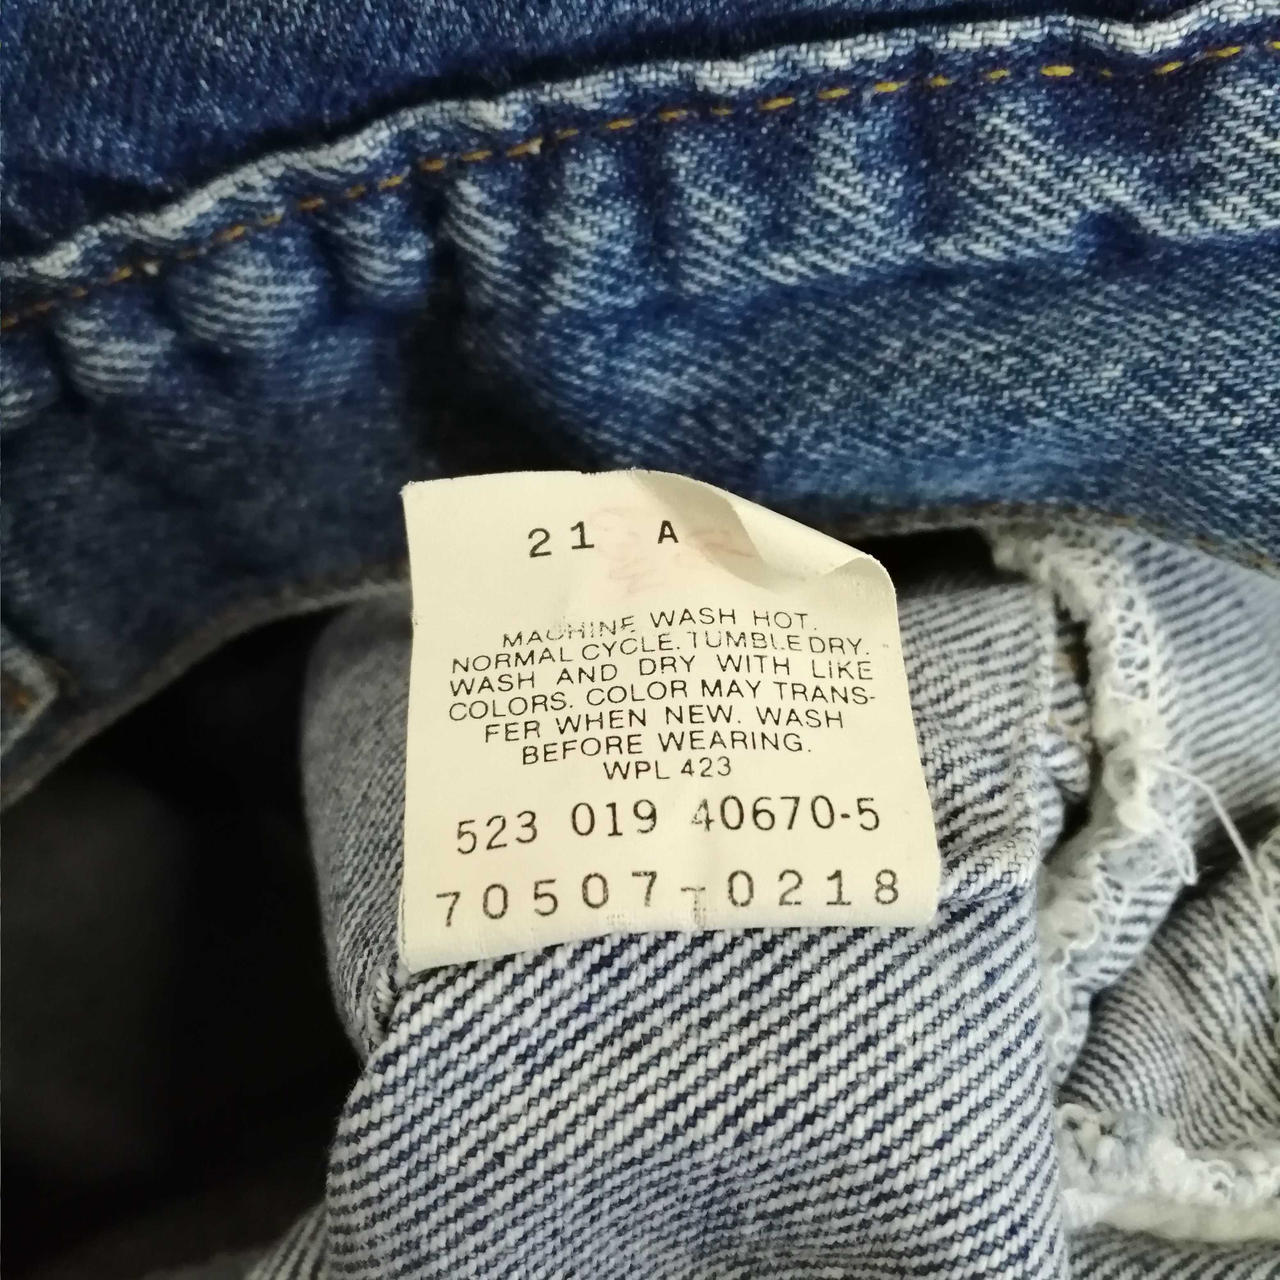 21 A
MACHINE WASH HOT.
NORMAL CYCLE. TUMBLE DRY.
WASH AND DRY WITH LIKE
COLORS. COLOR MAY TRANS-
FER WHEN NEW. WASH
BEFORE WEARING.
WPL 423
523 019 40670-5
70507-0218